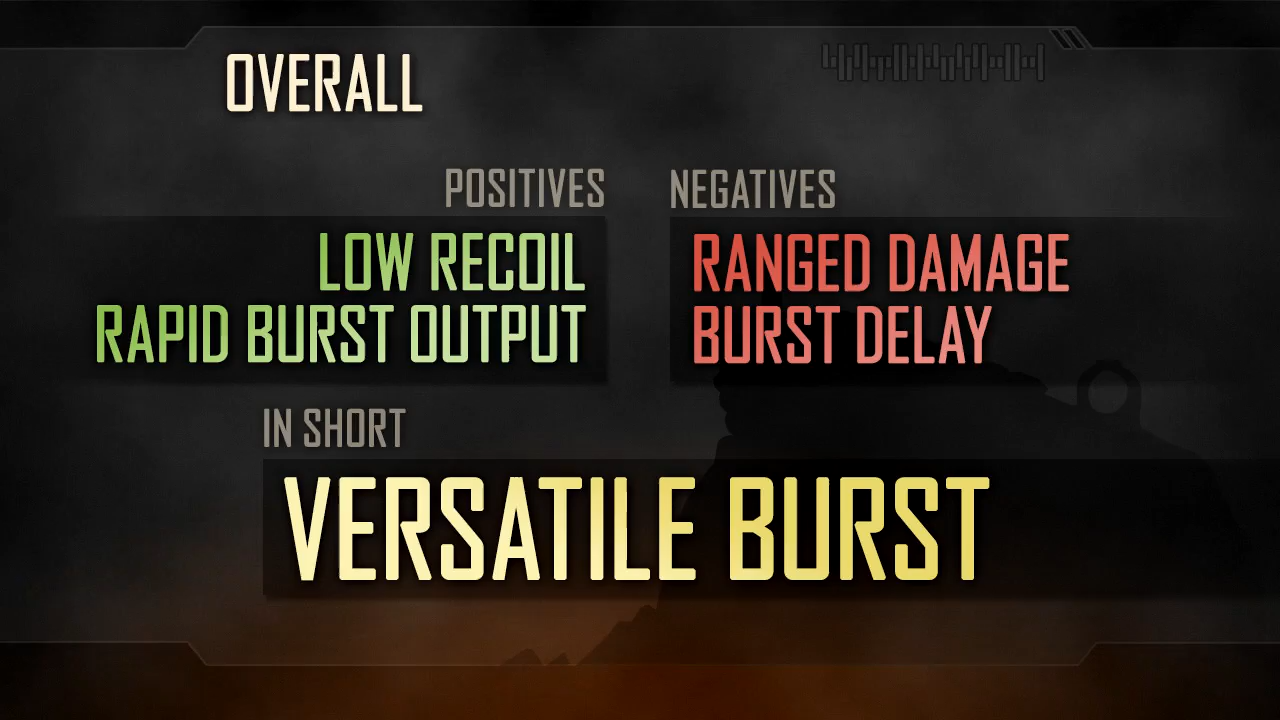 OVERALL
POSITIVES
LOW RECOIL
RAPID BURST OUTPUT
NEGATIVES
RANGED DAMAGE
BURST DELAY
IN SHORT
VERSATILE BURST